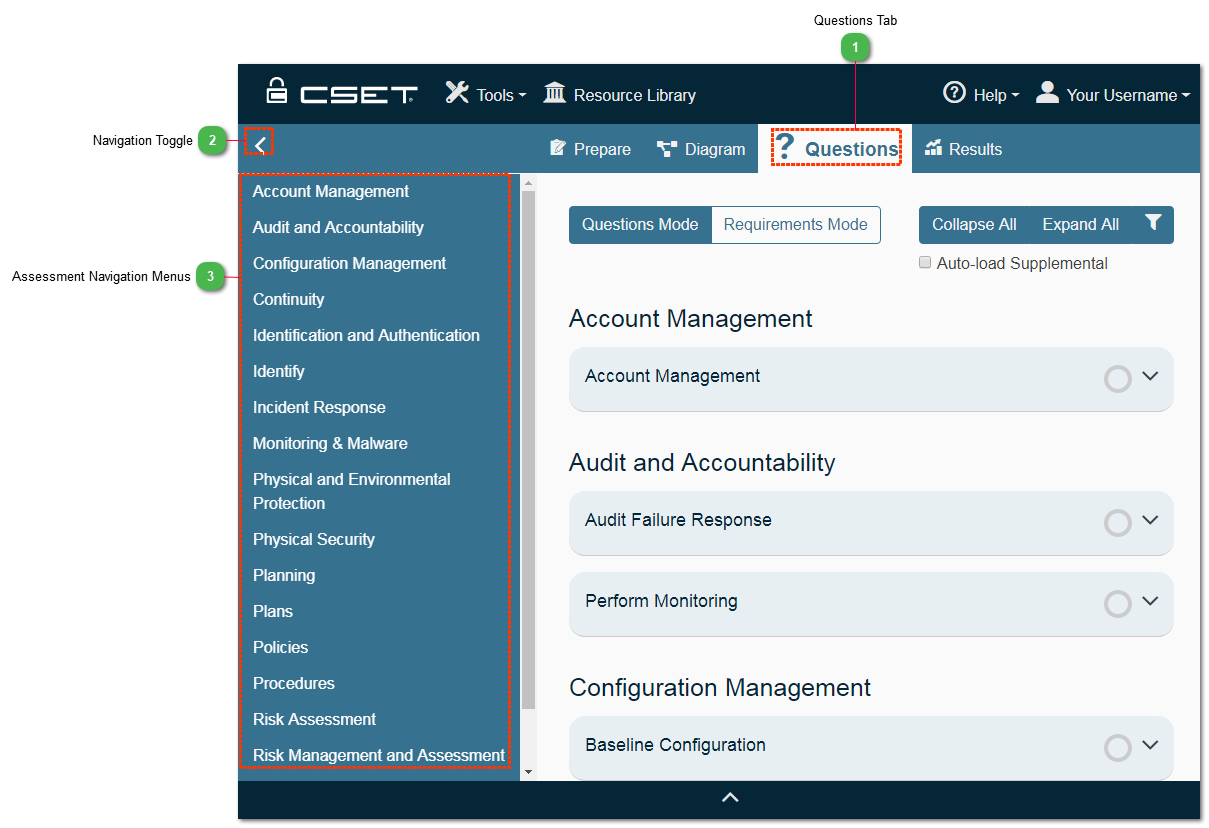 Questions Tab
1
CSET
Tools
Resource Library
Help
Your Username
Navigation Toggle
2
Prepare
Diagram
? Questions
Results
Assessment Navigation Menus
3
Account Management
Audit and Accountability
Configuration Management
Continuity
Identification and Authentication
Identify
Incident Response
Monitoring & Malware
Physical and Environmental
Protection
Physical Security
Planning
Plans
Policies
Procedures
Risk Assessment
Risk Management and Assessment
Questions Mode
Requirements Mode
Collapse All
Expand All
Auto-load Supplemental
Account Management
Account Management
Audit and Accountability
Audit Failure Response
Perform Monitoring
Configuration Management
Baseline Configuration